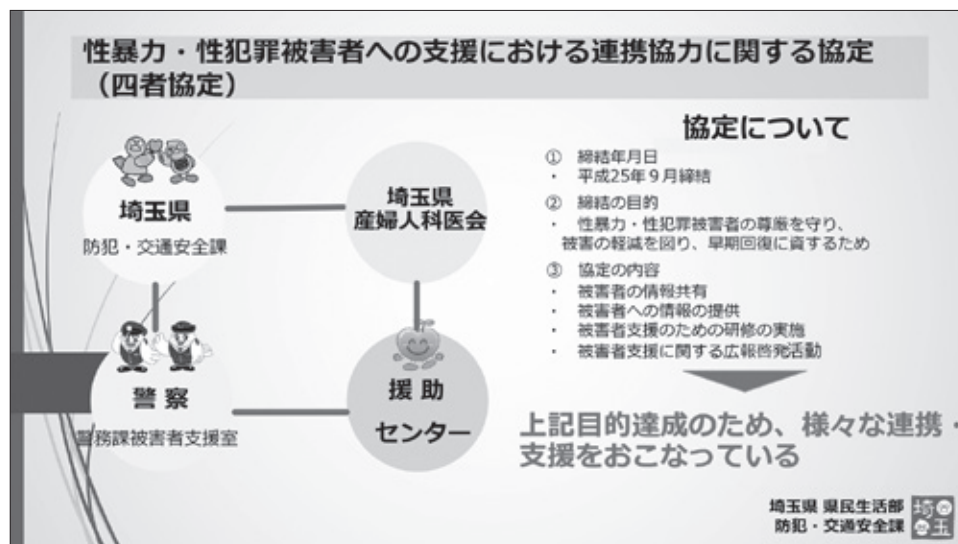 性暴力・性犯罪被害者への支援における連携協力に関する協定
（四者協定）
埼玉県
防犯・交通安全課
埼玉県
産婦人科医会
警察
警務課被害者支援室
援助
センター
協定について
① 締結年月日
・ 平成25年９月締結
② 締結の目的
・ 性暴力・性犯罪被害者の尊厳を守り、
被害の軽減を図り、早期回復に資するため
③ 協定の内容
・ 被害者の情報共有
・ 被害者への情報の提供
・ 被害者支援のための研修の実施
・ 被害者支援に関する広報啓発活動
上記目的達成のため、様々な連携・
支援をおこなっている
埼玉県 県民生活部
防犯・交通安全課
埼
玉